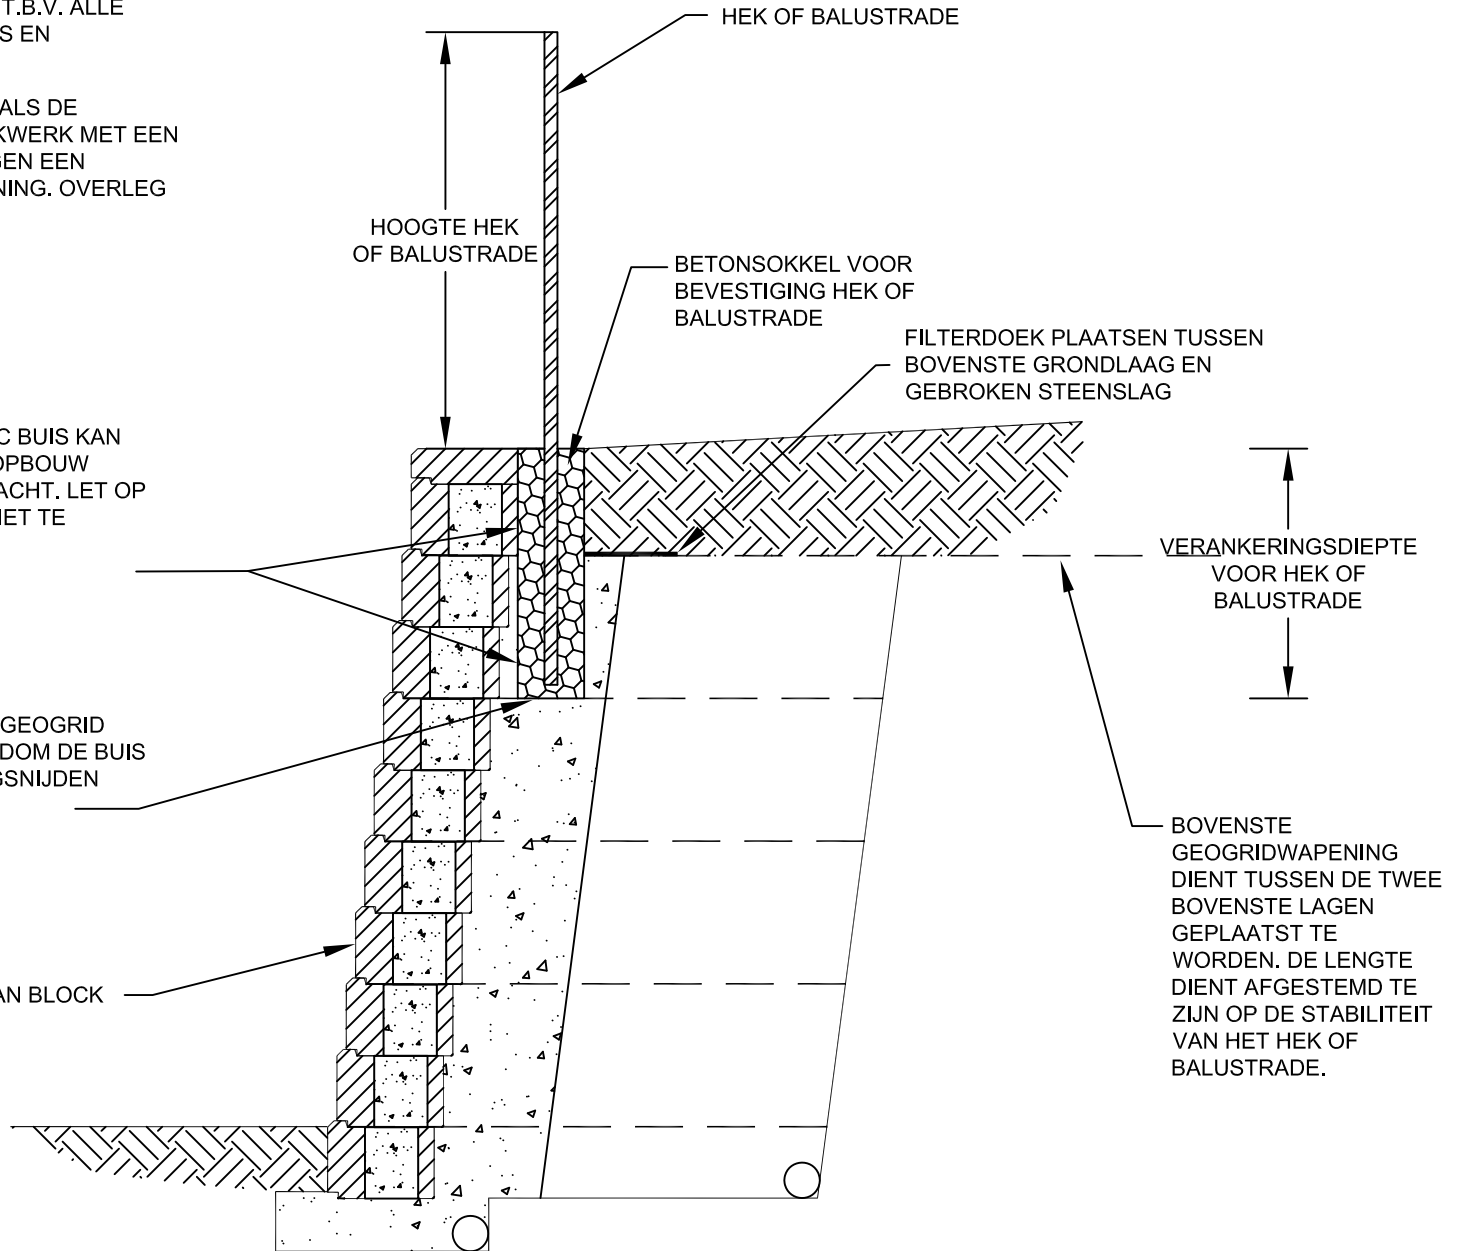 T.B.V. ALLE
S EN
ALS DE
KWERK MET EN
GEN EEN
NING. OVERLEG
HEK OF BALUSTRADE
HOOGTE HEK
OF BALUSTRADE
BETONSOKKEL VOOR
BEVESTIGING HEK OF
BALUSTRADE
FILTERDOEK PLAATSEN TUSSEN
BOVENSTE GRONDLAAG EN
GEBROKEN STEENSLAG
C BUIS KAN
OPBOUW
ACHT. LET OP
IET TE
VERANKERINGSDIEPTE
VOOR HEK OF
BALUSTRADE
GEOGRID
DOM DE BUIS
GSNIJDEN
AN BLOCK
BOVENSTE
GEOGRIDWAPENING
DIENT TUSSEN DE TWEE
BOVENSTE LAGEN
GEPLAATST TE
WORDEN. DE LENGTE
DIENT AFGESTEMD TE
ZIJN OP DE STABILITEIT
VAN HET HEK OF
BALUSTRADE.